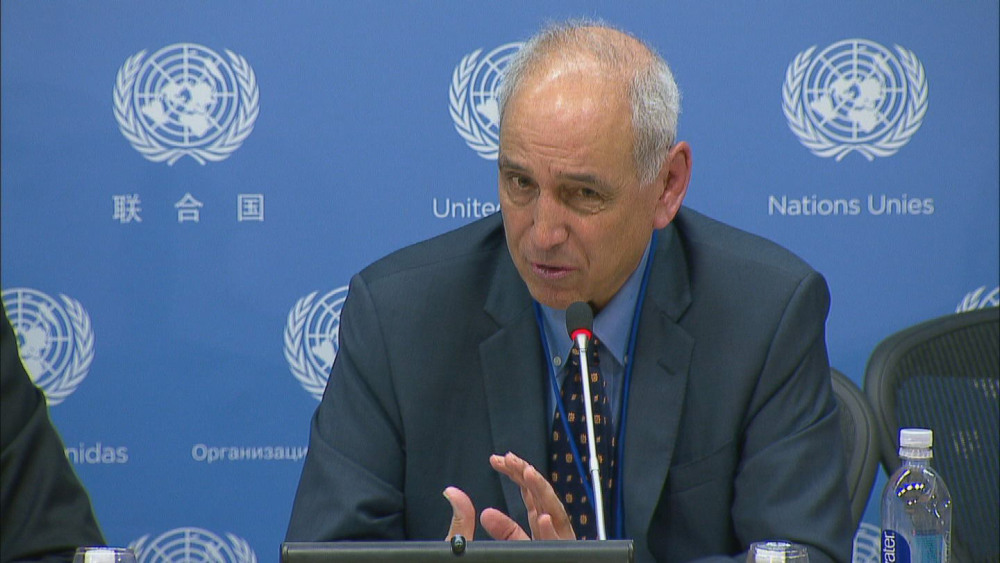 联合国
Unite
Nations Unies
nidas
Организаци
ater